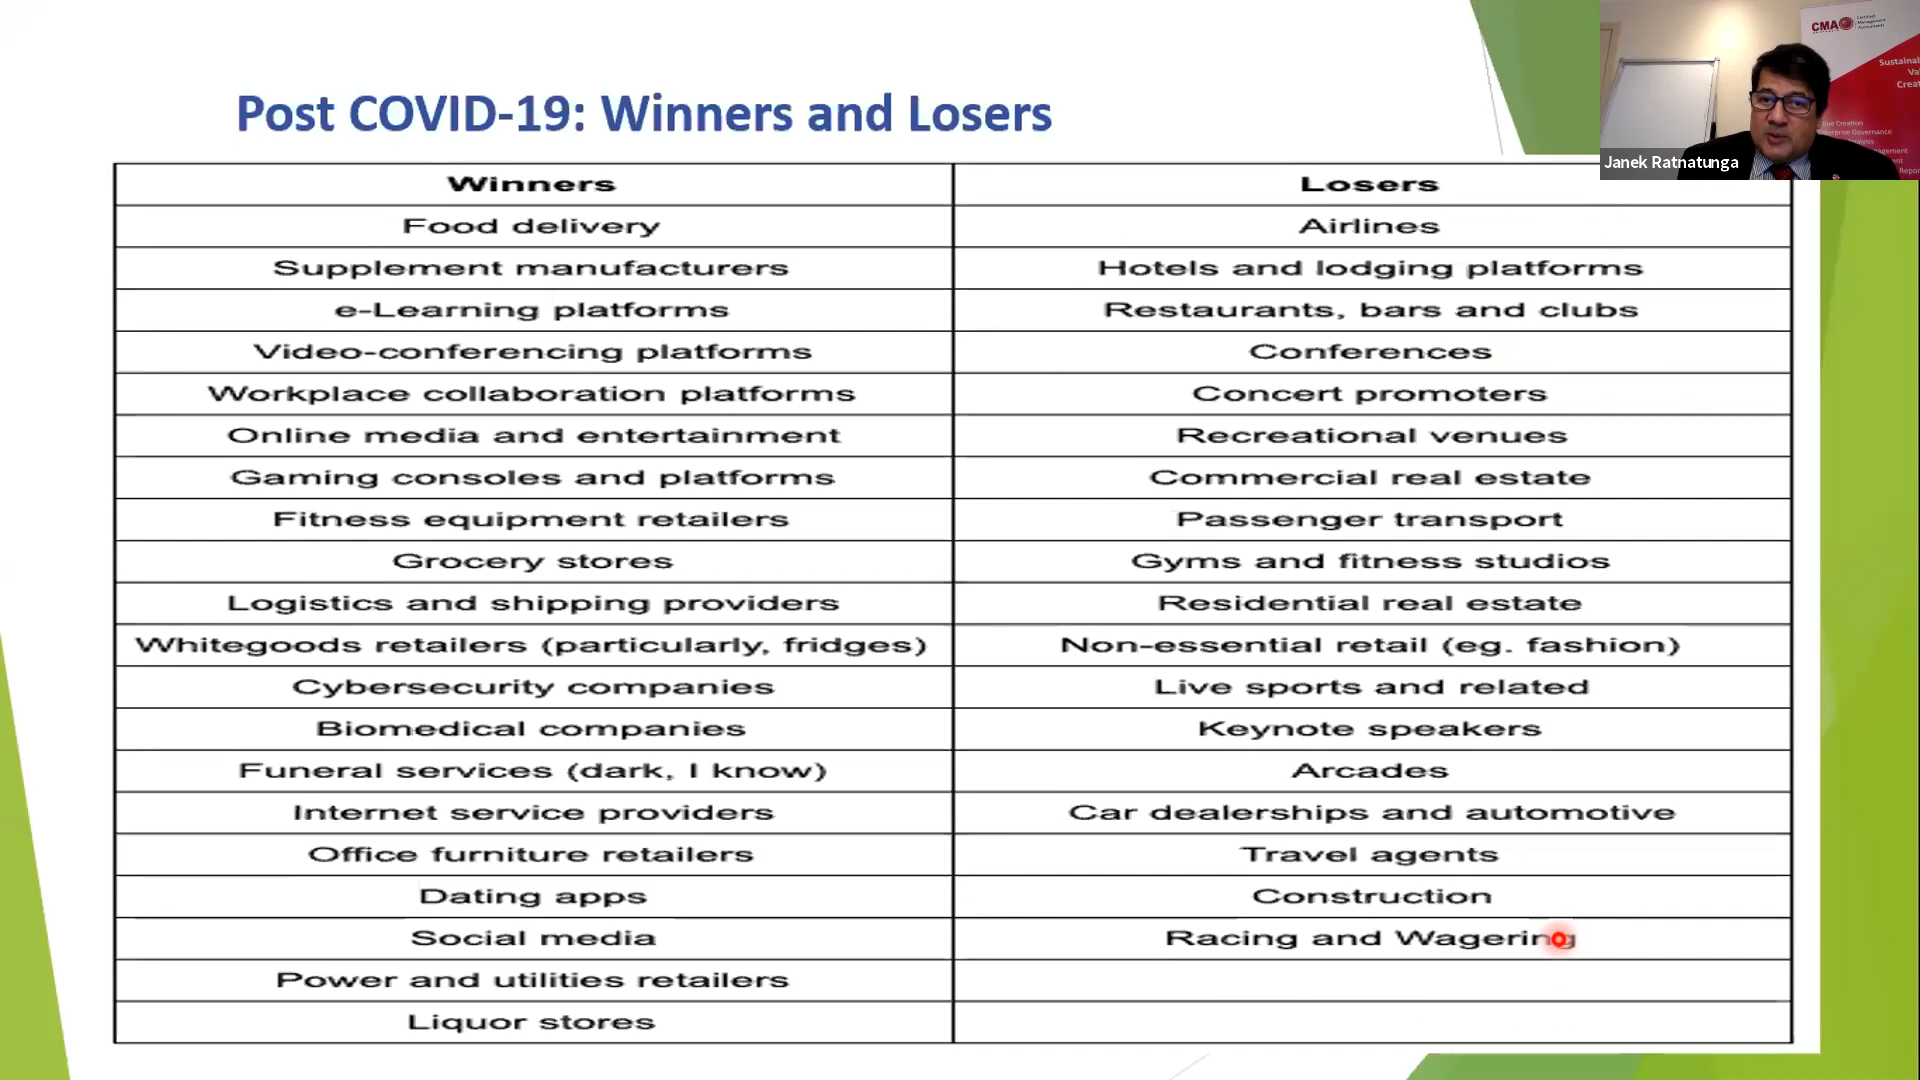 Post COVID-19: Winners and Losers
Winners Losers
Food delivery Airlines
Supplement manufacturers Hotels and lodging platforms
e-Learning platforms Restaurants, bars and clubs
Video-conferencing platforms Conferences
Workplace collaboration platforms Concert promoters
Online media and entertainment Recreational venues
Gaming consoles and platforms Commercial real estate
Fitness equipment retailers Passenger transport
Grocery stores Gyms and fitness studios
Logistics and shipping providers Residential real estate
Whitegoods retailers (particularly, fridges) Non-essential retail (eg. fashion)
Cybersecurity companies Live sports and related
Biomedical companies Keynote speakers
Funeral services (dark, I know) Arcades
Internet service providers Car dealerships and automotive
Office furniture retailers Travel agents
Dating apps Construction
Social media Racing and Wagering
Power and utilities retailers
Liquor stores
CMA
Certified
Management
Accountants
Janek Ratnatunga